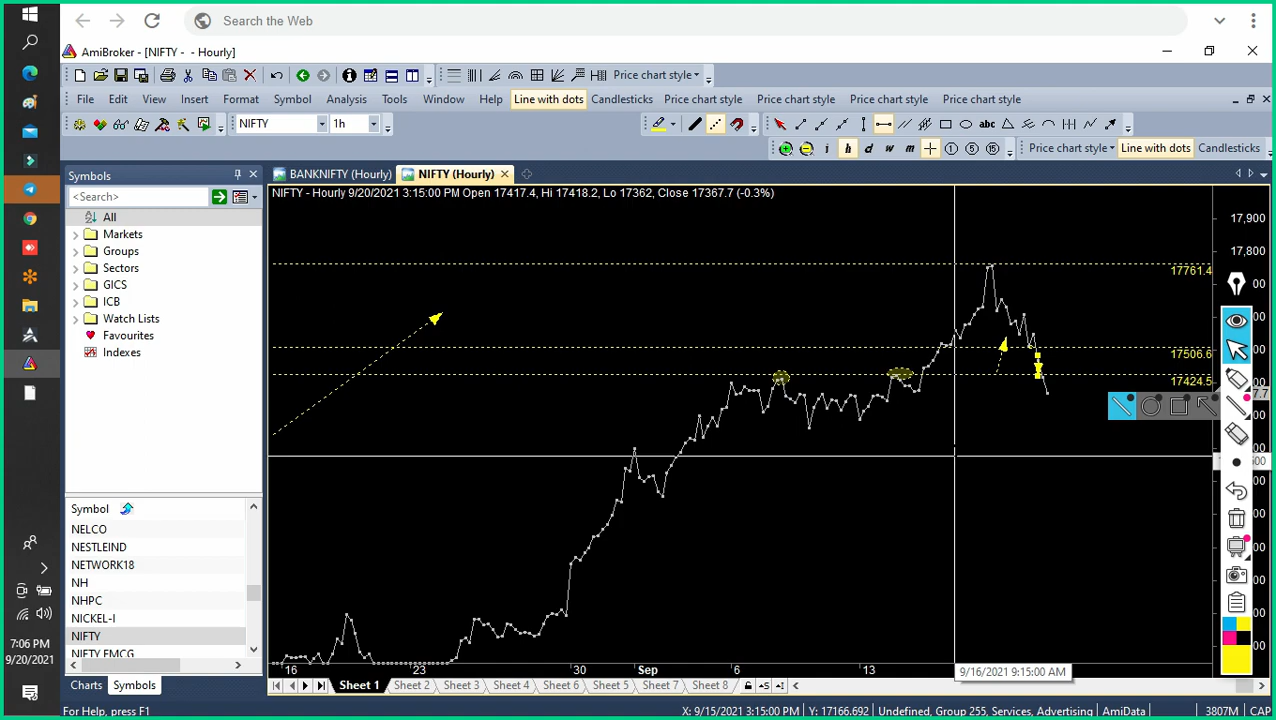 Search the Web
AmiBroker - [NIFTY - - Hourly]
Price chart style
File Edit View Insert Format Symbol Analysis Tools Window Help Line with dots Candlesticks Price chart style Price chart style Price chart style Price chart style
NIFTY 1h
i h d w m 1 5 15 Price chart style Line with dots Candlesticks
Symbols
BANKNIFTY (Hourly) NIFTY (Hourly)
<Search>
NIFTY - Hourly 9/20/2021 3:15:00 PM Open 17417.4, Hi 17418.2, Lo 17362, Close 17367.7 (-0.3%)
All
Markets
Groups
Sectors
GICS
ICB
Watch Lists
Favourites
Indexes
17,900
17,800
17761.4
17506.6
17424.5
Symbol
NELCO
NESTLEIND
NETWORK18
NH
NHPC
NICKEL-I
NIFTY
NIFTY FMCG
16 23 30 Sep 6 13
9/16/2021 9:15:00 AM
Charts Symbols
Sheet 1 Sheet 2 Sheet 3 Sheet 4 Sheet 6 Sheet 5 Sheet 7 Sheet 8
7:06 PM
9/20/2021
For Help, press F1
X: 9/15/2021 3:15:00 PM Y: 17166.692 Undefined, Group 255, Services, Advertising AmiData 3807M CAP